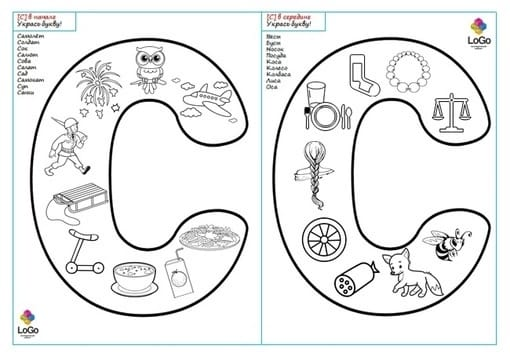 [С] в начале
Укрась букву!
Самолёт
Солдат
Сок
Салют
Сова
Салат
Сад
Самокат
Суп
Санки
LoGo
[С] в середине
Укрась букву!
Весы
Бусы
Носок
Посуда
Коса
Колесо
Колбаса
Лиса
Оса
LoGo